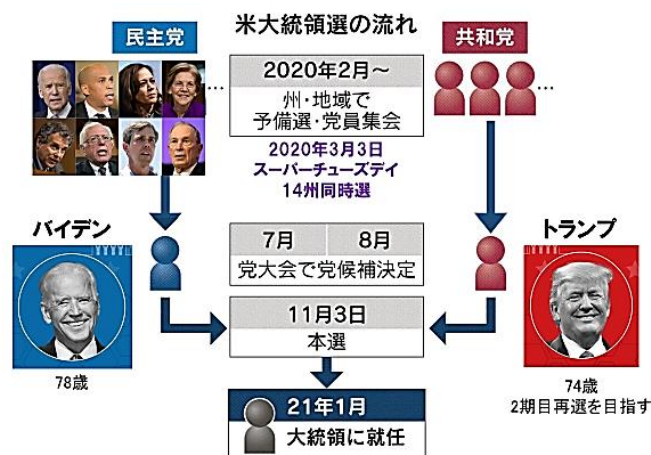 米大統領選の流れ
民主党
共和党
2020年2月～
州・地域で
予備選・党員集会
…
…
2020年3月3日
スーパーチューズデイ
14州同時選
バイデン
トランプ
7月 8月
党大会で党候補決定
11月3日
本選
78歳
74歳
2期目再選を目指す
21年1月
大統領に就任